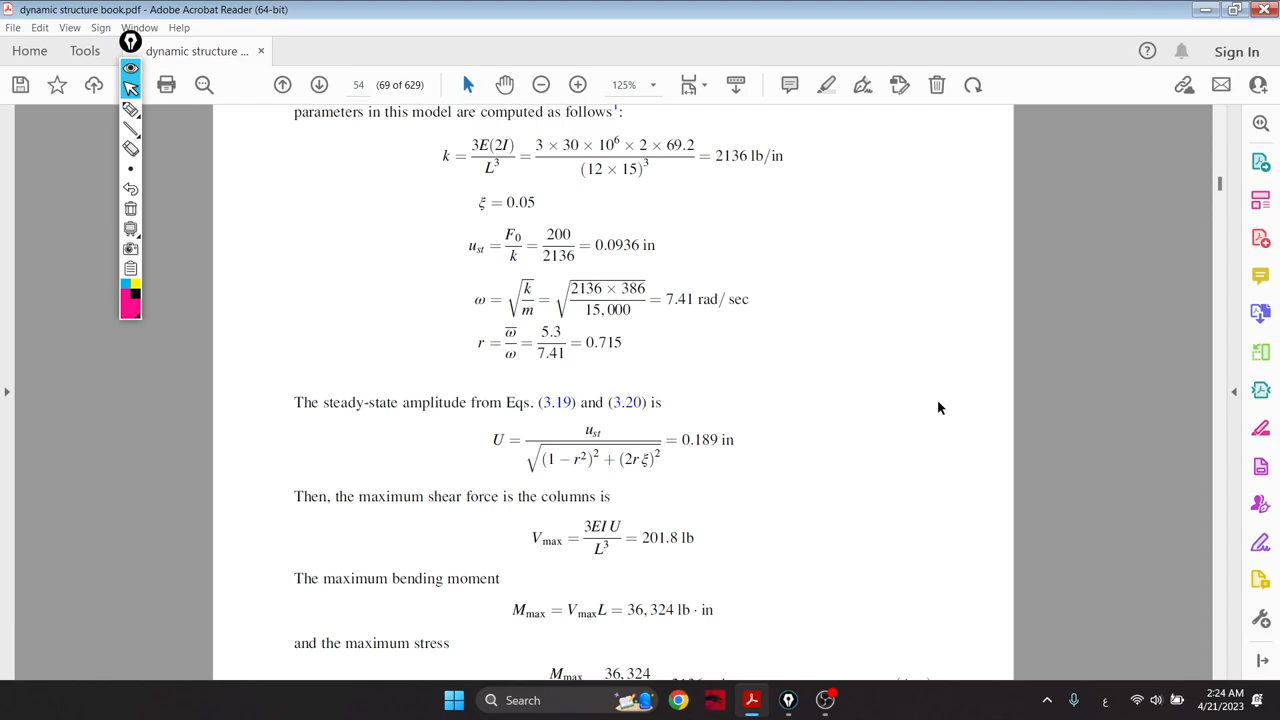 dynamic structure book.pdf - Adobe Acrobat Reader (64-bit)
File Edit View Sign Window Help
Home Tools dynamic structure ... × Sign In
54 (69 of 629) 125%
parameters in this model are computed as follows¹:
k = 3E(2I)/L³ = 3 × 30 × 10⁶ × 2 × 69.2/(12 × 15)³ = 2136 lb/in
ξ = 0.05
u_st = F₀/k = 200/2136 = 0.0936 in
ω = √(k/m) = √(2136 × 386/15,000) = 7.41 rad/sec
r = ω̅/ω = 5.3/7.41 = 0.715
The steady-state amplitude from Eqs. (3.19) and (3.20) is
U = u_st/√((1 − r²)² + (2r ξ)²) = 0.189 in
Then, the maximum shear force is the columns is
V_max = 3EI U/L³ = 201.8 lb
The maximum bending moment
M_max = V_max L = 36,324 lb · in
and the maximum stress
M_max 36,324
Search
ع
2:24 AM
4/21/2023